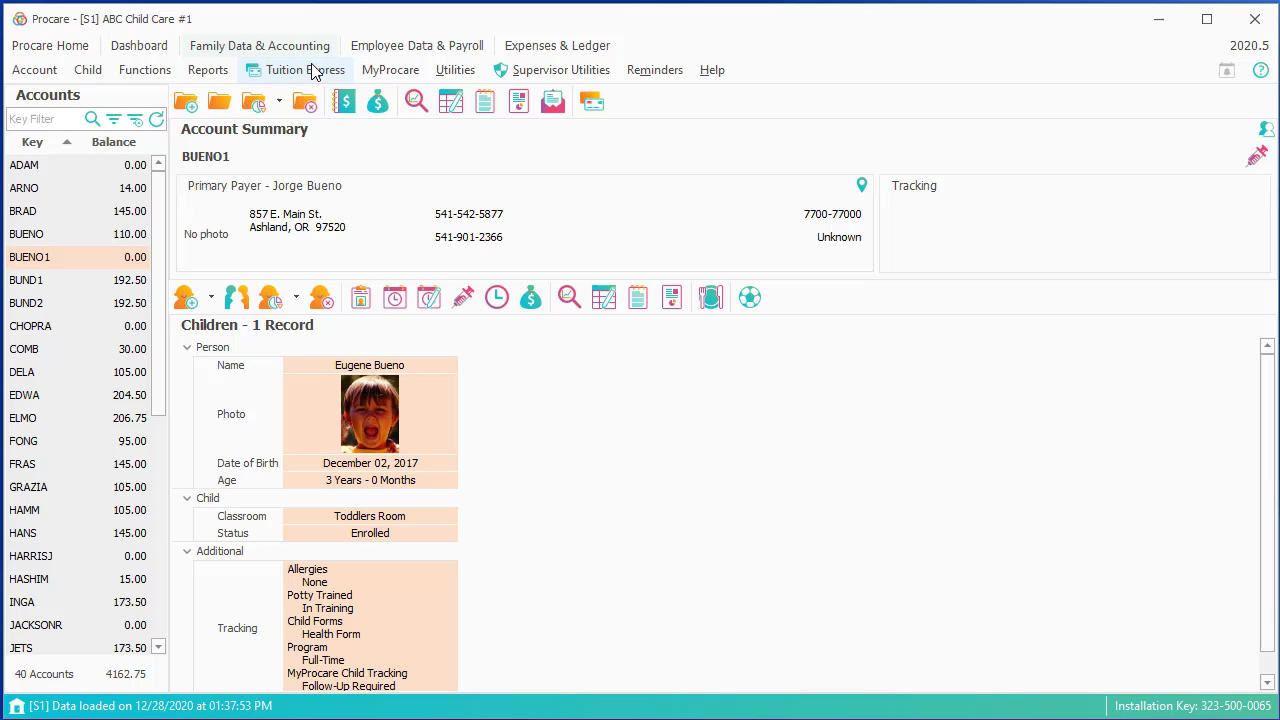 Procare - [S1] ABC Child Care #1
Procare Home Dashboard Family Data & Accounting Employee Data & Payroll Expenses & Ledger 2020.5
Account Child Functions Reports Tuition Express MyProcare Utilities Supervisor Utilities Reminders Help
Accounts
Key Filter
Key Balance
ADAM 0.00
ARNO 14.00
BRAD 145.00
BUENO 110.00
BUENO1 0.00
BUND1 192.50
BUND2 192.50
CHOPRA 0.00
COMB 30.00
DELA 105.00
EDWA 204.50
ELMO 206.75
FONG 95.00
FRAS 145.00
GRAZIA 105.00
HAMM 105.00
HANS 145.00
HARRISJ 0.00
HASHIM 15.00
INGA 173.50
JACKSONR 0.00
JETS 173.50
40 Accounts 4162.75
Account Summary
BUENO1
Primary Payer - Jorge Bueno
No photo
857 E. Main St.
Ashland, OR 97520
541-542-5877
541-901-2366
7700-77000
Unknown
Tracking
Children - 1 Record
Person
Name Eugene Bueno
Photo
Date of Birth December 02, 2017
Age 3 Years - 0 Months
Child
Classroom Toddlers Room
Status Enrolled
Additional
Tracking
Allergies
None
Potty Trained
In Training
Child Forms
Health Form
Program
Full-Time
MyProcare Child Tracking
Follow-Up Required
[S1] Data loaded on 12/28/2020 at 01:37:53 PM
Installation Key: 323-500-0065